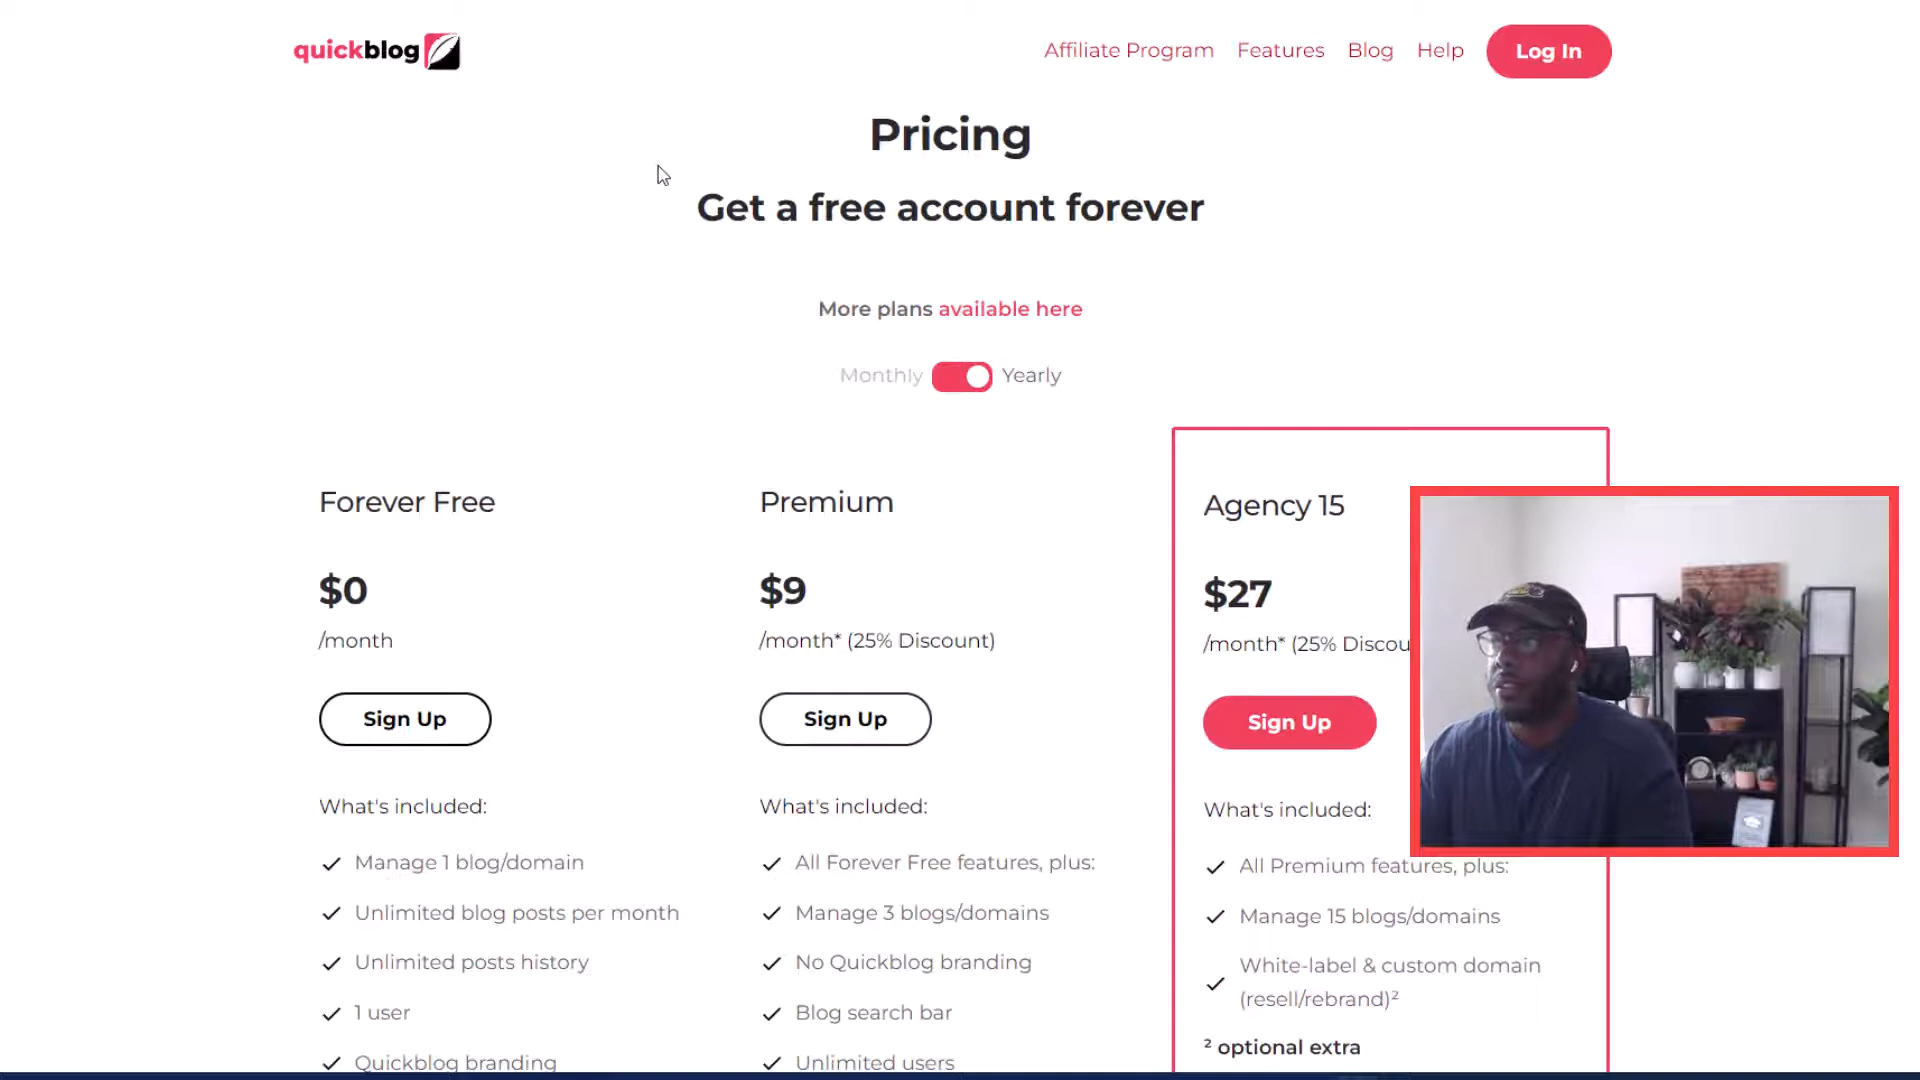 quickblog
Affiliate Program Features Blog Help Log In
Pricing
Get a free account forever
More plans available here
Monthly Yearly
Forever Free
$0
/month
Sign Up
What's included:
Manage 1 blog/domain
Unlimited blog posts per month
Unlimited posts history
1 user
Quickblog branding
Premium
$9
/month* (25% Discount)
Sign Up
What's included:
All Forever Free features, plus:
Manage 3 blogs/domains
No Quickblog branding
Blog search bar
Unlimited users
Agency 15
$27
/month* (25% Discou
Sign Up
What's included:
All Premium features, plus:
Manage 15 blogs/domains
White-label & custom domain
(resell/rebrand)²
² optional extra